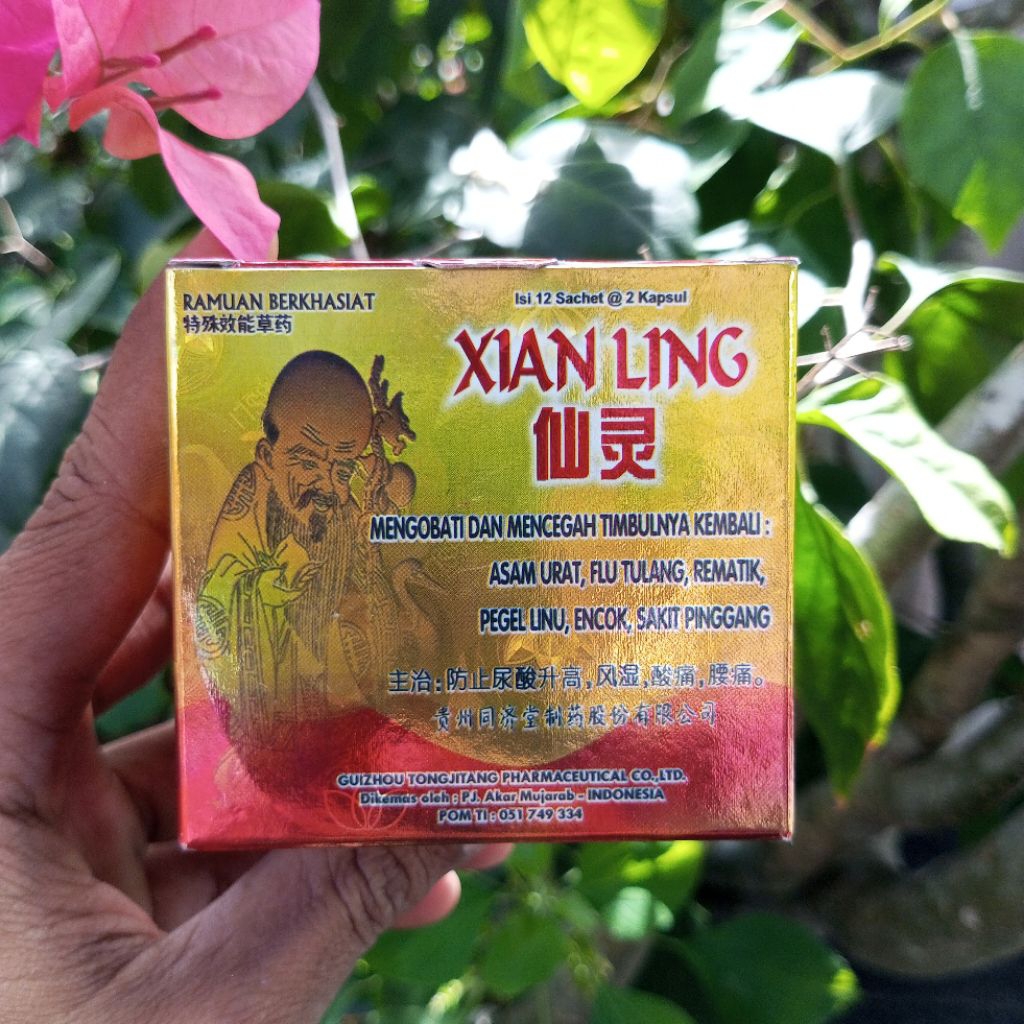 RAMUAN BERKHASIAT
特殊效能草药
Isi 12 Sachet @ 2 Kapsul
XIAN LING
仙灵
MENGOBATI DAN MENCEGAH TIMBULNYA KEMBALI :
ASAM URAT, FLU TULANG, REMATIK,
PEGEL LINU, ENCOK, SAKIT PINGGANG
主治:防止尿酸升高,风湿,酸痛,腰痛。
贵州同济堂制药股份有限公司
GUIZHOU TONGJITANG PHARMACEUTICAL CO.,LTD.
Dikemas oleh : PJ. Akar Mujarab - INDONESIA
POM TI : 051 749 334